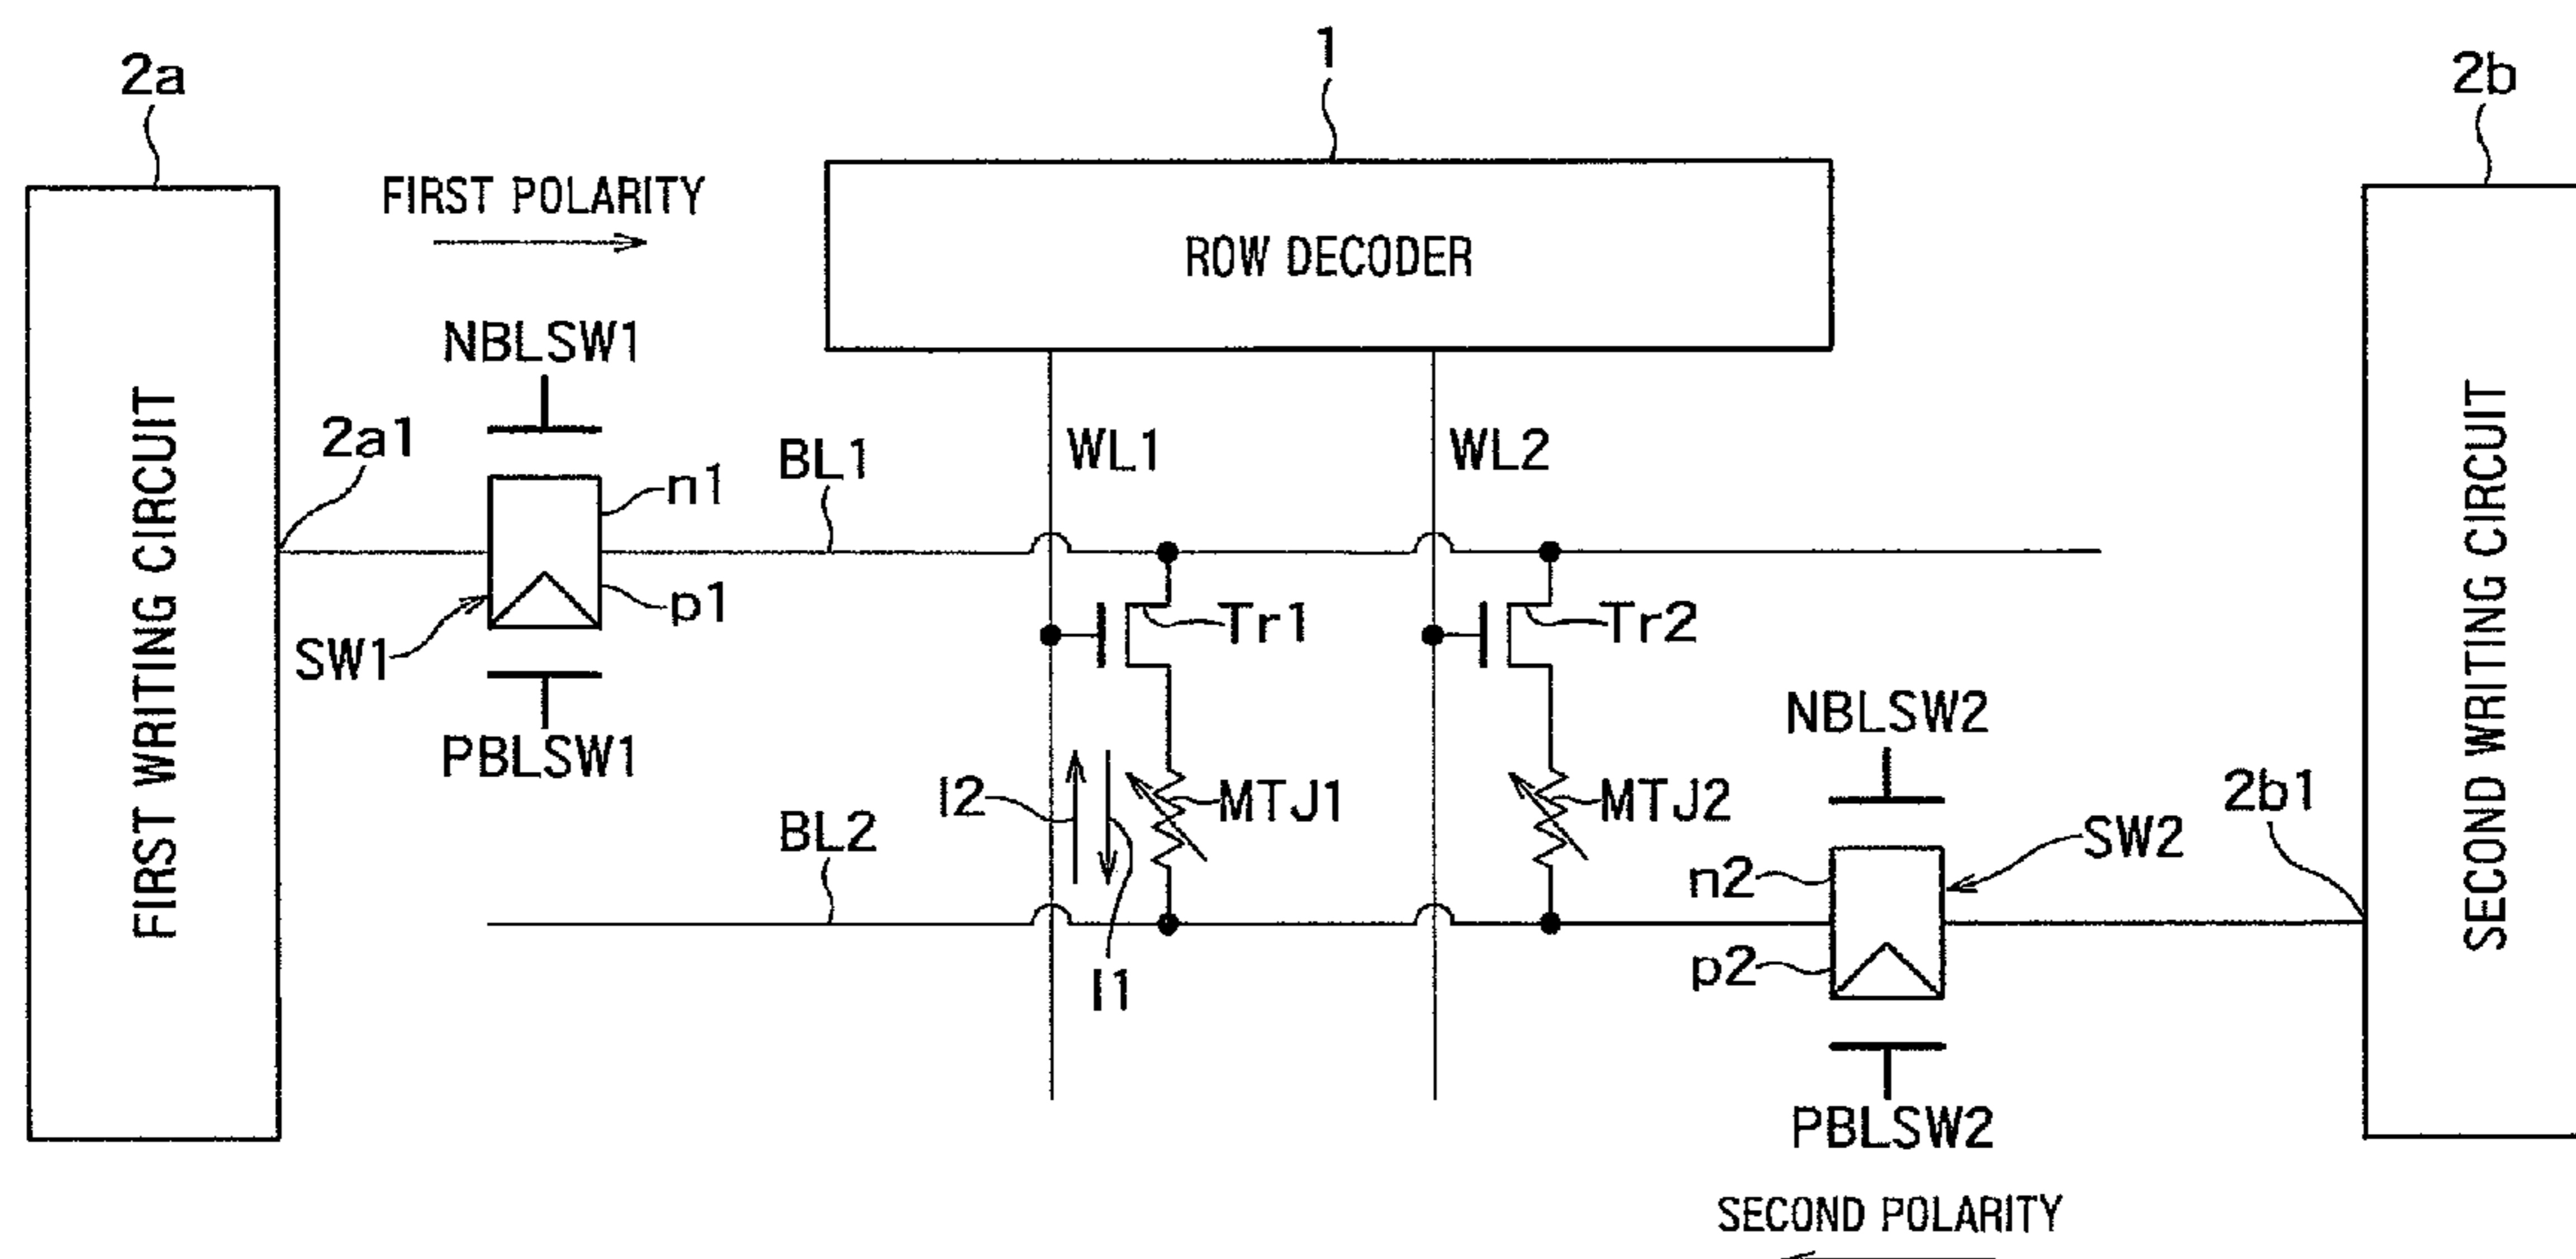 1
2a
2b
FIRST POLARITY
ROW DECODER
NBLSW1
FIRST WRITING CIRCUIT
SECOND WRITING CIRCUIT
2a1
BL1
WL1
WL2
n1
p1
SW1
Tr1
Tr2
PBLSW1
NBLSW2
I2
MTJ1
MTJ2
2b1
BL2
SW2
n2
p2
I1
PBLSW2
SECOND POLARITY